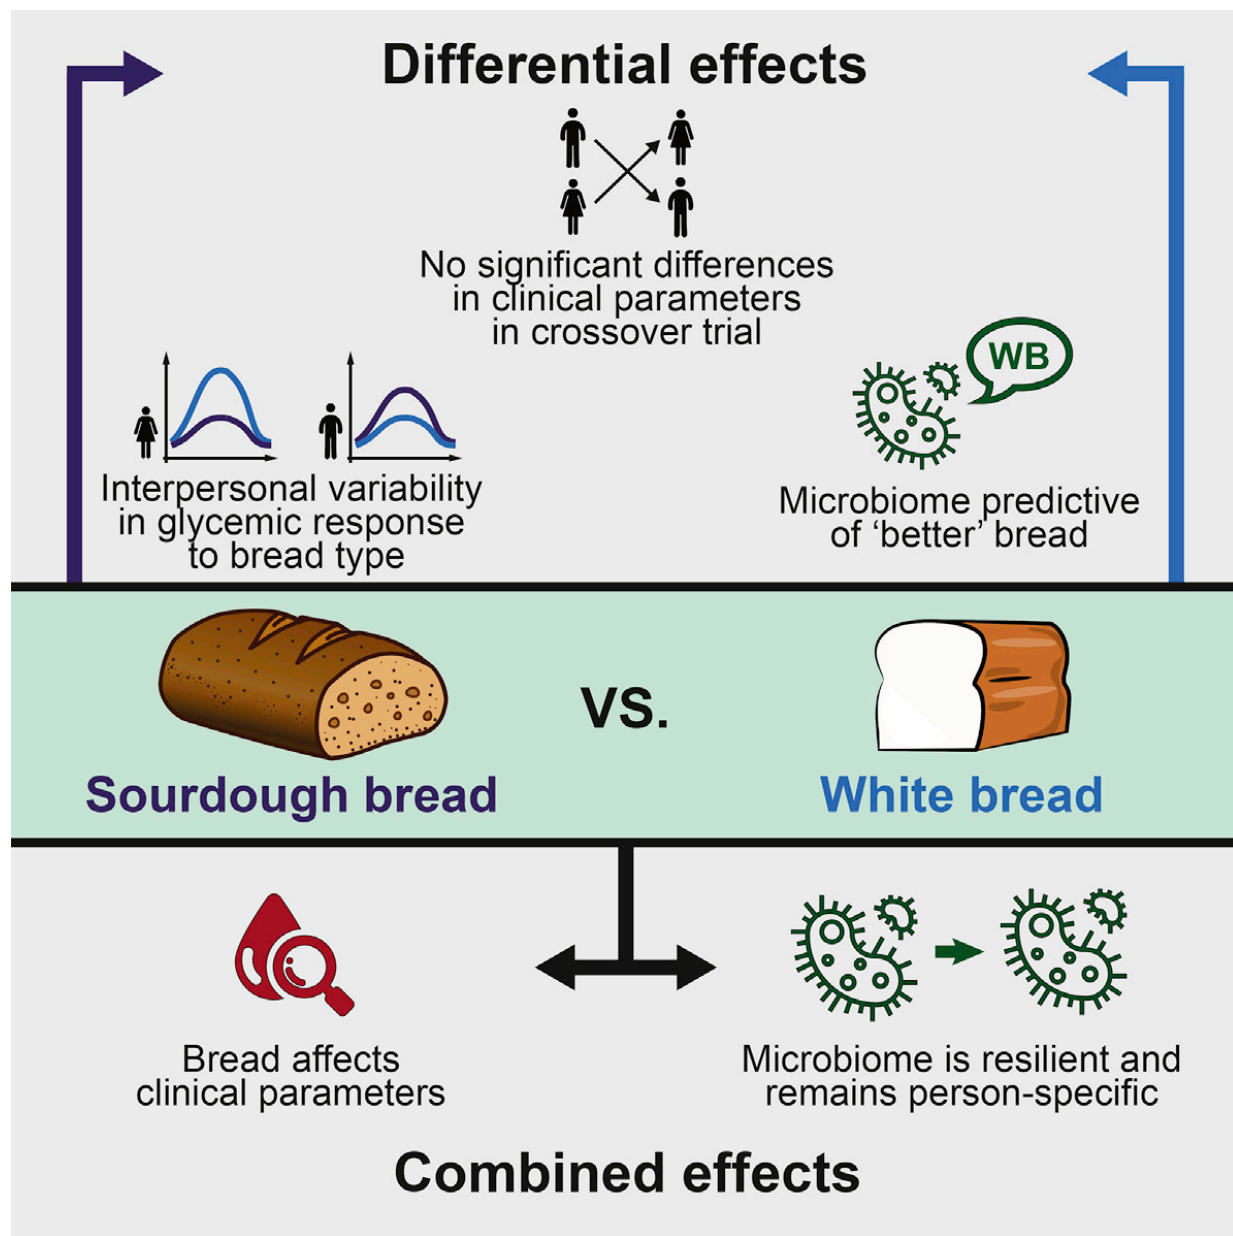 Differential effects
No significant differences
in clinical parameters
in crossover trial
WB
Interpersonal variability
in glycemic response
to bread type
Microbiome predictive
of ‘better’ bread
vs.
Sourdough bread
White bread
Bread affects
clinical parameters
Microbiome is resilient and
remains person-specific
Combined effects